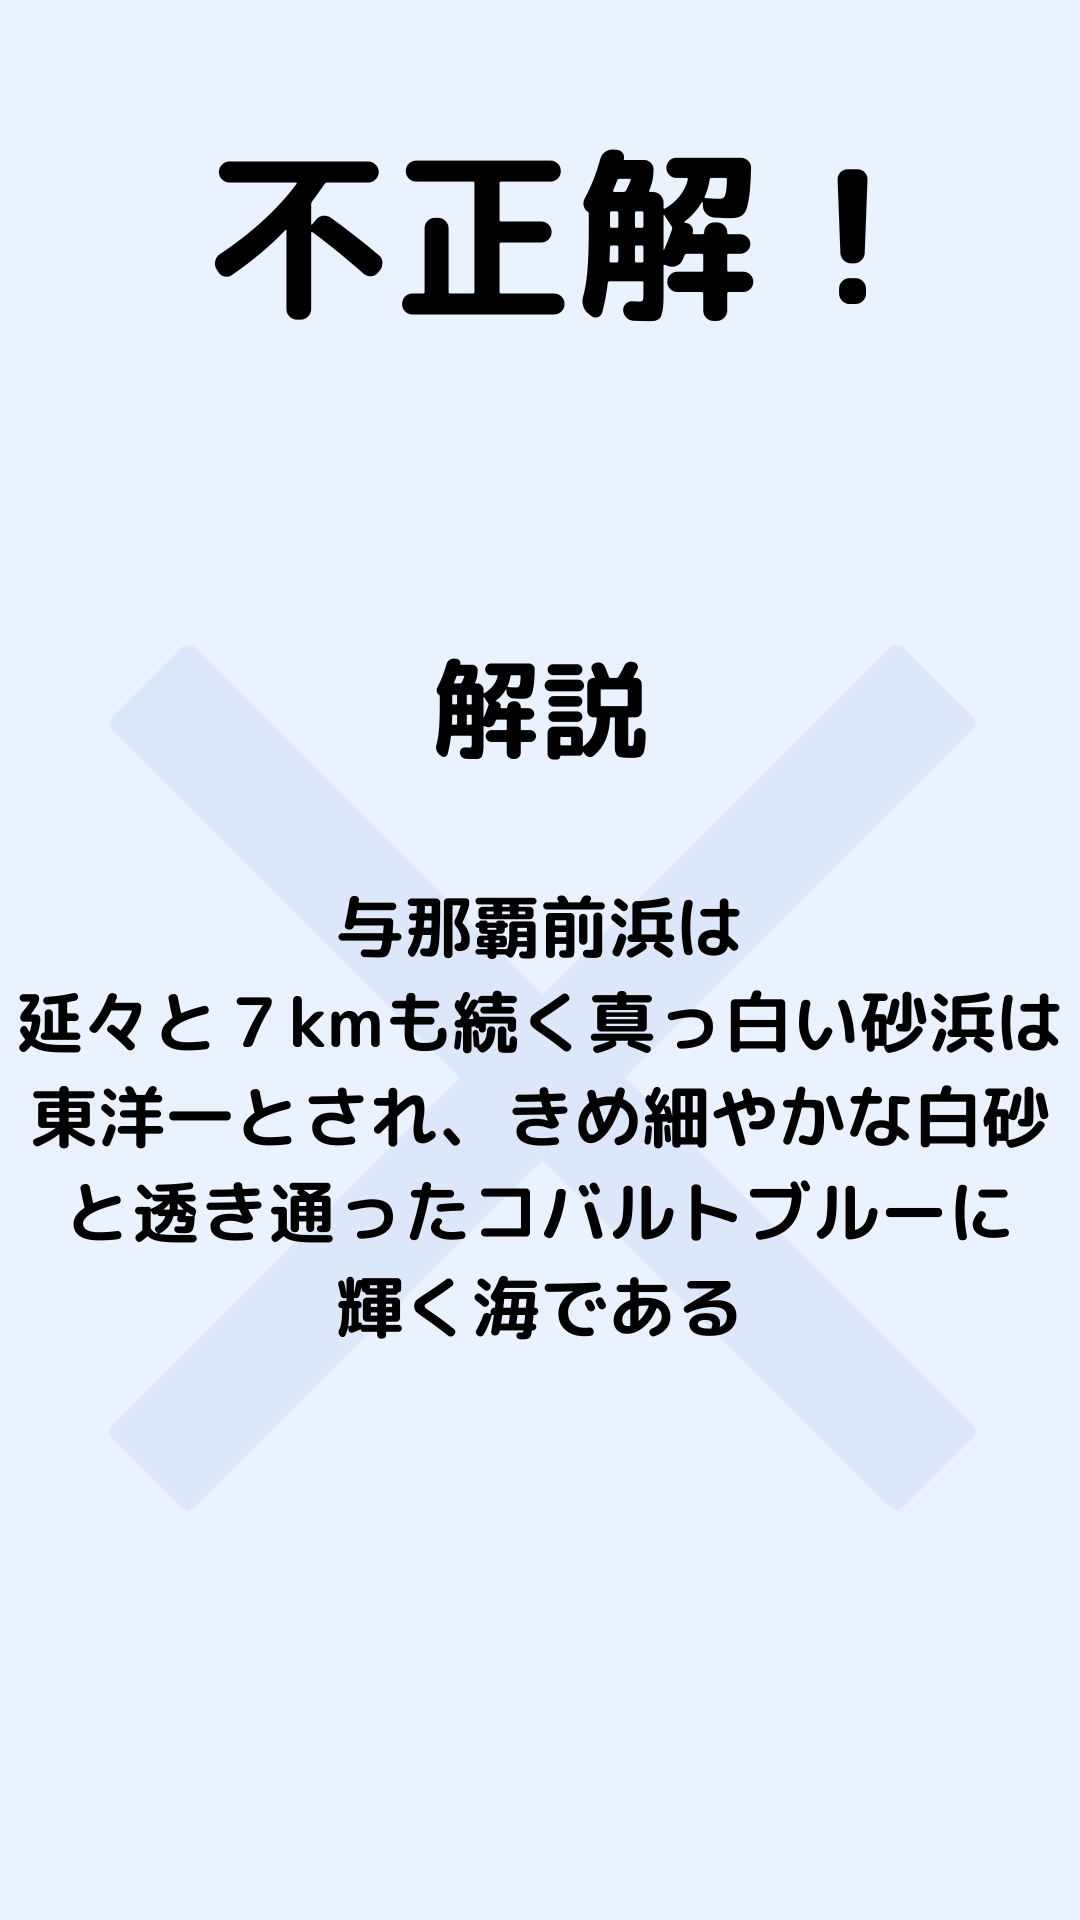 不正解！
解説
与那覇前浜は
延々と７kmも続く真っ白い砂浜は
東洋一とされ、きめ細やかな白砂
と透き通ったコバルトブルーに
輝く海である